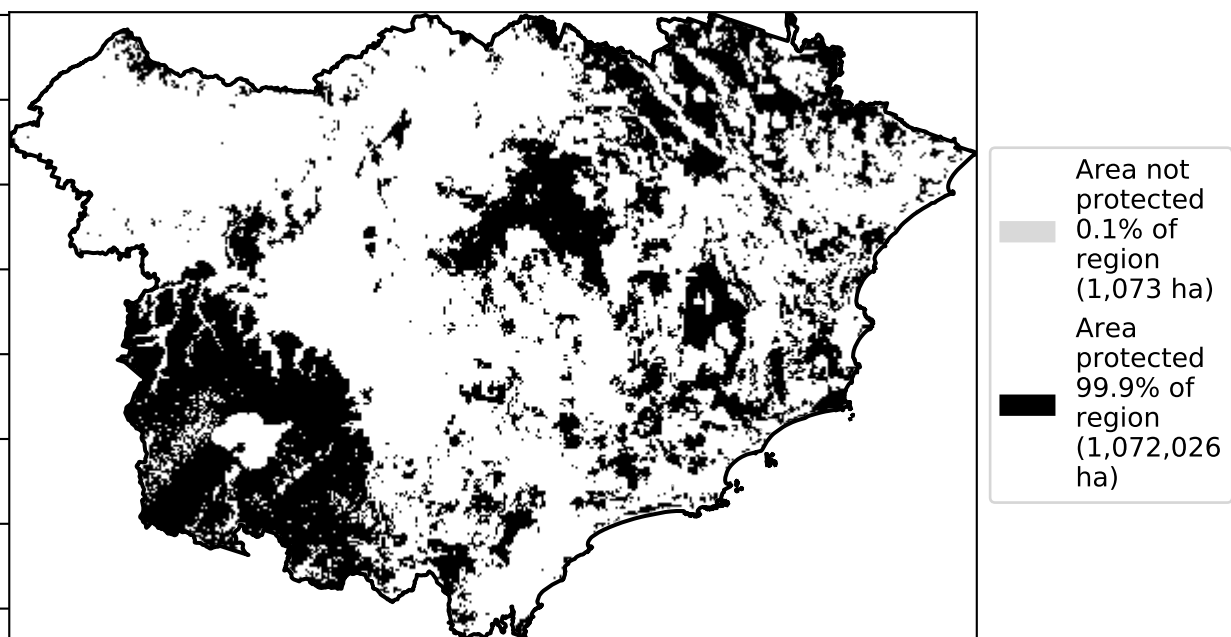 Area not
protected
0.1% of
region
(1,073 ha)
Area
protected
99.9% of
region
(1,072,026
ha)